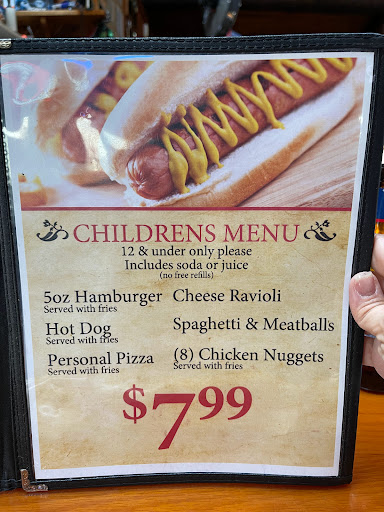 CHILDRENS MENU
12 & under only please
Includes soda or juice
(no free refills)
5oz Hamburger
Served with fries
Hot Dog
Served with fries
Personal Pizza
Served with fries
Cheese Ravioli
Spaghetti & Meatballs
(8) Chicken Nuggets
Served with fries
$7.99